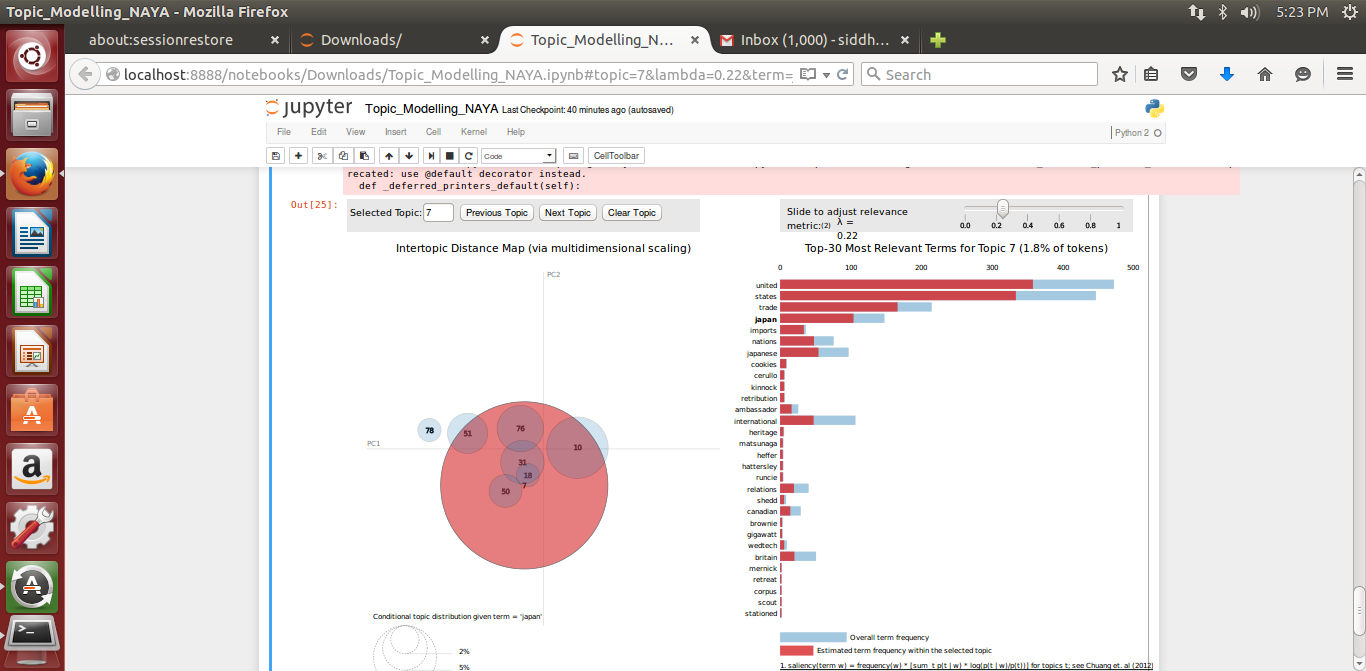 Topic_Modelling_NAYA - Mozilla Firefox
5:23 PM
about:sessionrestore
Downloads/
Topic_Modelling_N...
Inbox (1,000) - siddh...
localhost:8888/notebooks/Downloads/Topic_Modelling_NAYA.ipynb#topic=7&lambda=0.22&term=
Search
jupyter Topic_Modelling_NAYA Last Checkpoint: 40 minutes ago (autosaved)
File Edit View Insert Cell Kernel Help
Python 2
Code
CellToolbar
recated: use @default decorator instead.
def _deferred_printers_default(self):
Out[25]:
Selected Topic: 7 Previous Topic Next Topic Clear Topic
Slide to adjust relevance
metric:(2) λ =
0.22
0.0 0.2 0.4 0.6 0.8 1
Intertopic Distance Map (via multidimensional scaling)
PC2
PC1
78
51
76
10
31
18
7
50
Conditional topic distribution given term = 'japan'
2%
5%
Top-30 Most Relevant Terms for Topic 7 (1.8% of tokens)
0 100 200 300 400 500
united
states
trade
japan
imports
nations
japanese
cookies
cerullo
kinnock
retribution
ambassador
international
heritage
matsunaga
heffer
hattersley
runcie
relations
shedd
canadian
brownie
gigawatt
wedtech
britain
mernick
retreat
corpus
scout
stationed
Overall term frequency
Estimated term frequency within the selected topic
1. saliency(term w) = frequency(w) * [sum_t p(t | w) * log(p(t | w)/p(t))] for topics t; see Chuang et. al (2012)